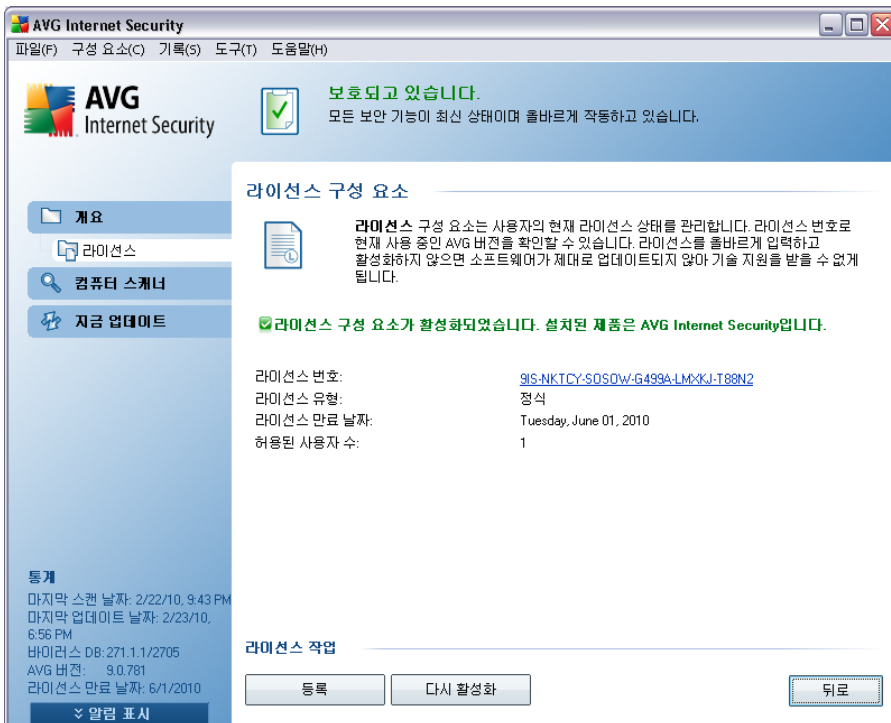 AVG Internet Security
파일(F) 구성 요소(C) 기록(S) 도구(T) 도움말(H)
AVG
Internet Security
보호되고 있습니다.
모든 보안 기능이 최신 상태이며 올바르게 작동하고 있습니다.
개요
라이선스
컴퓨터 스캐너
지금 업데이트
라이선스 구성 요소
라이선스 구성 요소는 사용자의 현재 라이선스 상태를 관리합니다. 라이선스 번호로
현재 사용 중인 AVG 버전을 확인할 수 있습니다. 라이선스를 올바르게 입력하고
활성화하지 않으면 소프트웨어가 제대로 업데이트되지 않아 기술 지원을 받을 수 없게
됩니다.
라이선스 구성 요소가 활성화되었습니다. 설치된 제품은 AVG Internet Security입니다.
라이선스 번호: 9IS-NKTCY-SOSOW-G499A-LMXKJ-T88N2
라이선스 유형: 정식
라이선스 만료 날짜: Tuesday, June 01, 2010
허용된 사용자 수: 1
통계
마지막 스캔 날짜: 2/22/10, 9:43 PM
마지막 업데이트 날짜: 2/23/10,
6:56 PM
바이러스 DB: 271.1.1/2705
AVG 버전: 9.0.781
라이선스 만료 날짜: 6/1/2010
알림 표시
라이선스 작업
등록 다시 활성화 뒤로